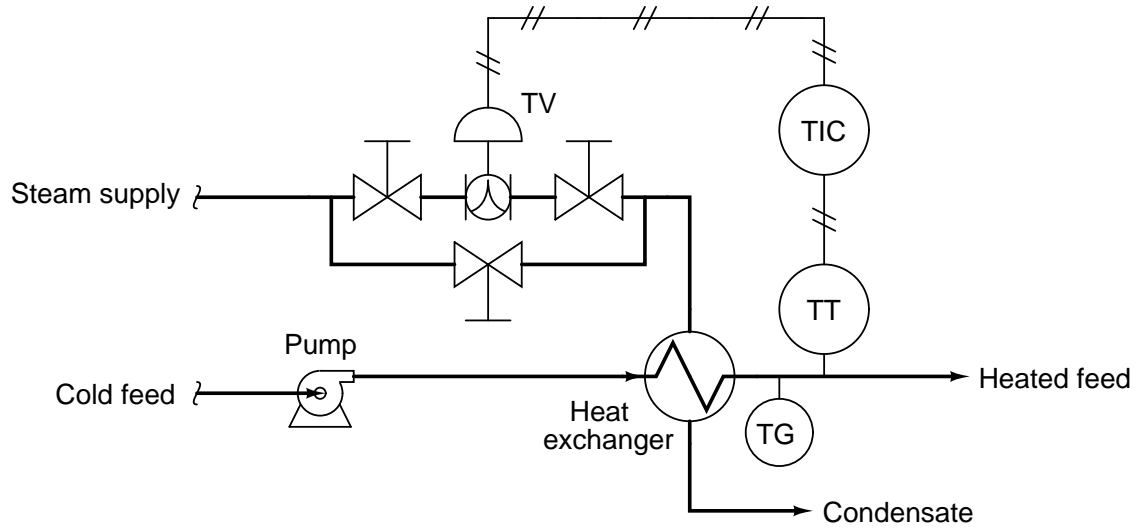 TV
TIC
Steam supply
TT
Pump
Cold feed
Heated feed
Heat
exchanger
TG
Condensate